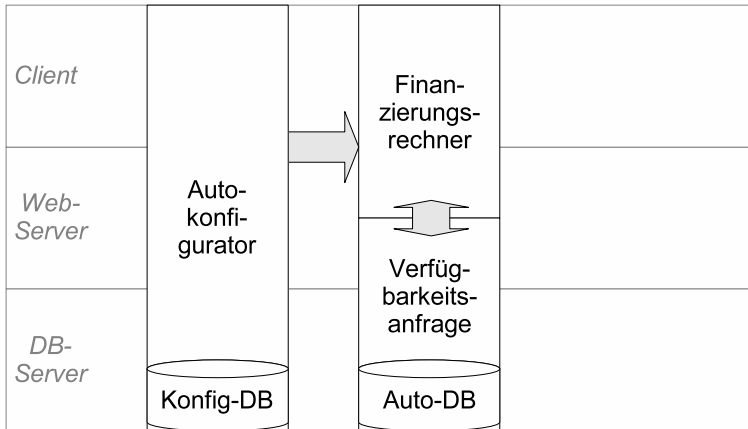 Client
Web-
Server
DB-
Server
Auto-
konfi-
gurator
Konfig-DB
Finan-
zierungs-
rechner
Verfüg-
barkeits-
anfrage
Auto-DB